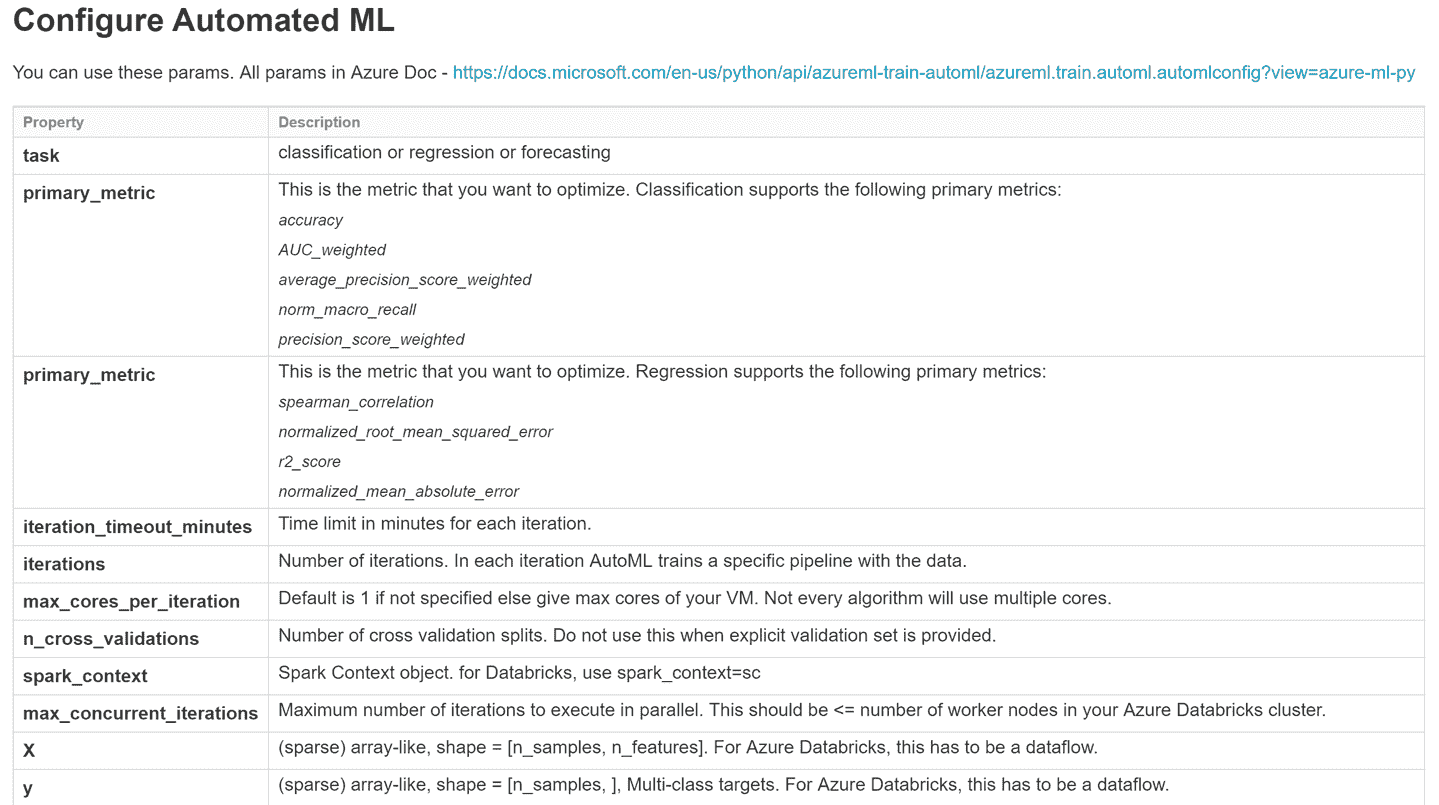 Configure Automated ML
You can use these params. All params in Azure Doc - https://docs.microsoft.com/en-us/python/api/azureml-train-automl/azureml.train.automl.automlconfig?view=azure-ml-py
Property Description
task classification or regression or forecasting
primary_metric This is the metric that you want to optimize. Classification supports the following primary metrics:
accuracy
AUC_weighted
average_precision_score_weighted
norm_macro_recall
precision_score_weighted
primary_metric This is the metric that you want to optimize. Regression supports the following primary metrics:
spearman_correlation
normalized_root_mean_squared_error
r2_score
normalized_mean_absolute_error
iteration_timeout_minutes Time limit in minutes for each iteration.
iterations Number of iterations. In each iteration AutoML trains a specific pipeline with the data.
max_cores_per_iteration Default is 1 if not specified else give max cores of your VM. Not every algorithm will use multiple cores.
n_cross_validations Number of cross validation splits. Do not use this when explicit validation set is provided.
spark_context Spark Context object. for Databricks, use spark_context=sc
max_concurrent_iterations Maximum number of iterations to execute in parallel. This should be <= number of worker nodes in your Azure Databricks cluster.
X (sparse) array-like, shape = [n_samples, n_features]. For Azure Databricks, this has to be a dataflow.
y (sparse) array-like, shape = [n_samples, ], Multi-class targets. For Azure Databricks, this has to be a dataflow.